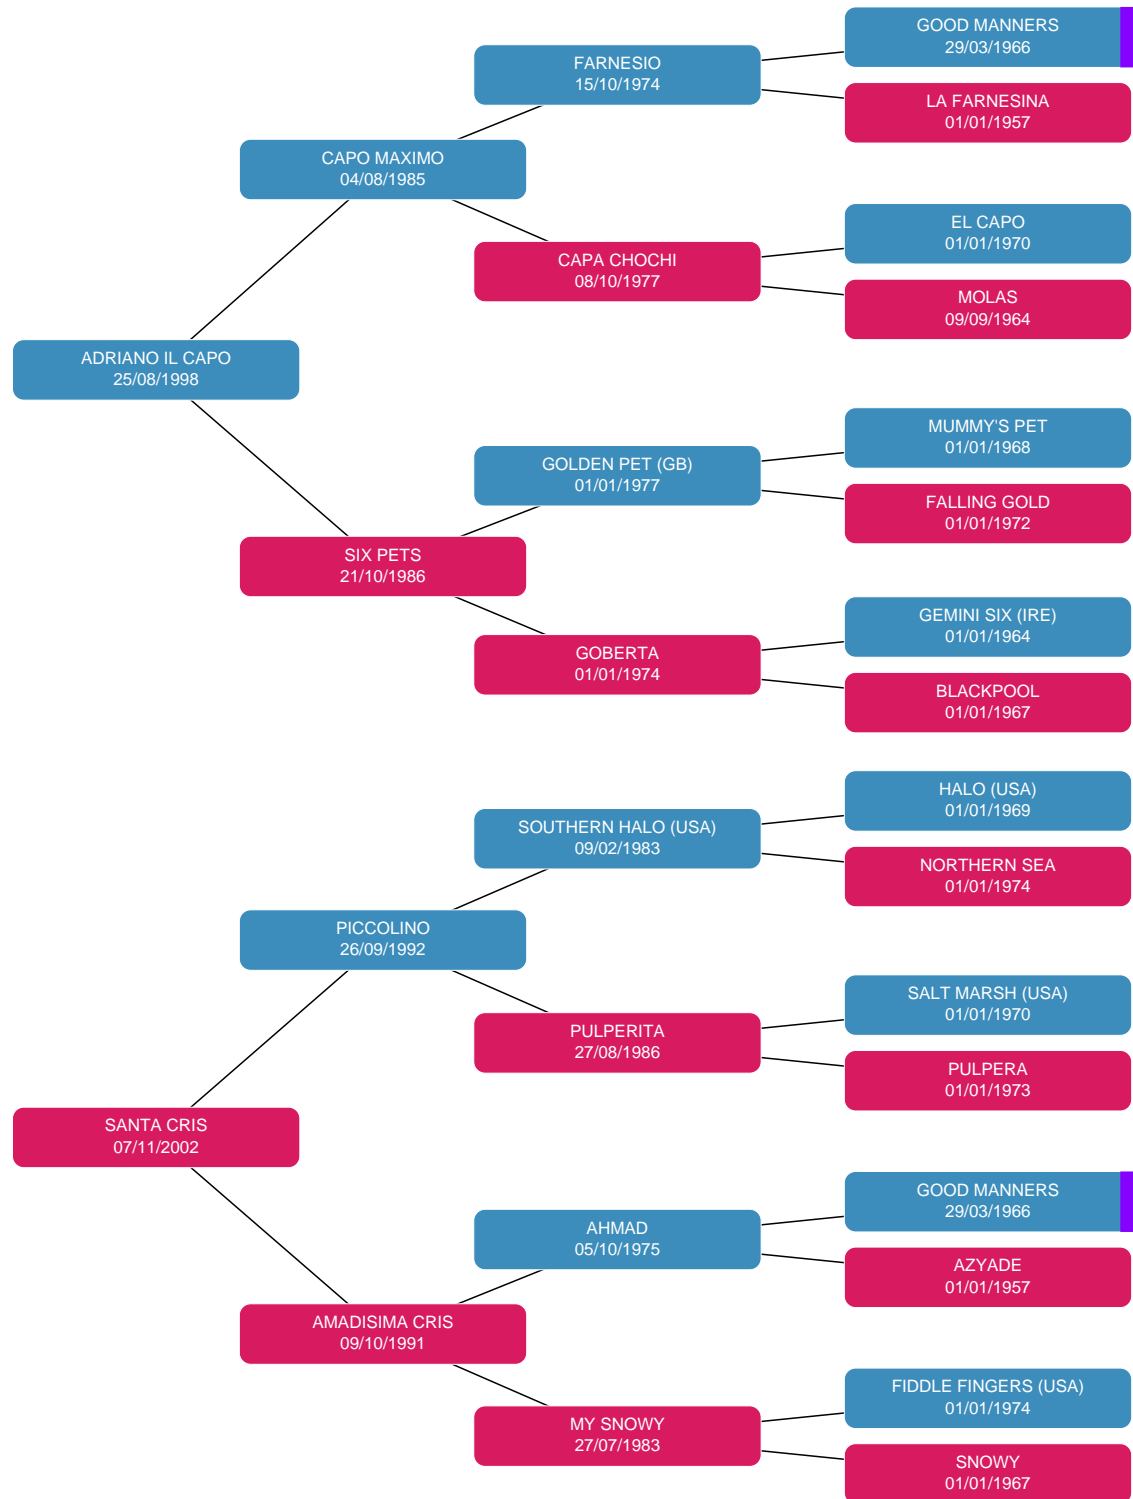 GOOD MANNERS
29/03/1966
FARNESIO
15/10/1974
LA FARNESINA
01/01/1957
CAPO MAXIMO
04/08/1985
EL CAPO
01/01/1970
CAPA CHOCHI
08/10/1977
MOLAS
09/09/1964
ADRIANO IL CAPO
25/08/1998
MUMMY'S PET
01/01/1968
GOLDEN PET (GB)
01/01/1977
FALLING GOLD
01/01/1972
SIX PETS
21/10/1986
GEMINI SIX (IRE)
01/01/1964
GOBERTA
01/01/1974
BLACKPOOL
01/01/1967
HALO (USA)
01/01/1969
SOUTHERN HALO (USA)
09/02/1983
NORTHERN SEA
01/01/1974
PICCOLINO
26/09/1992
SALT MARSH (USA)
01/01/1970
PULPERITA
27/08/1986
PULPERA
01/01/1973
SANTA CRIS
07/11/2002
GOOD MANNERS
29/03/1966
AHMAD
05/10/1975
AZYADE
01/01/1957
AMADISIMA CRIS
09/10/1991
FIDDLE FINGERS (USA)
01/01/1974
MY SNOWY
27/07/1983
SNOWY
01/01/1967